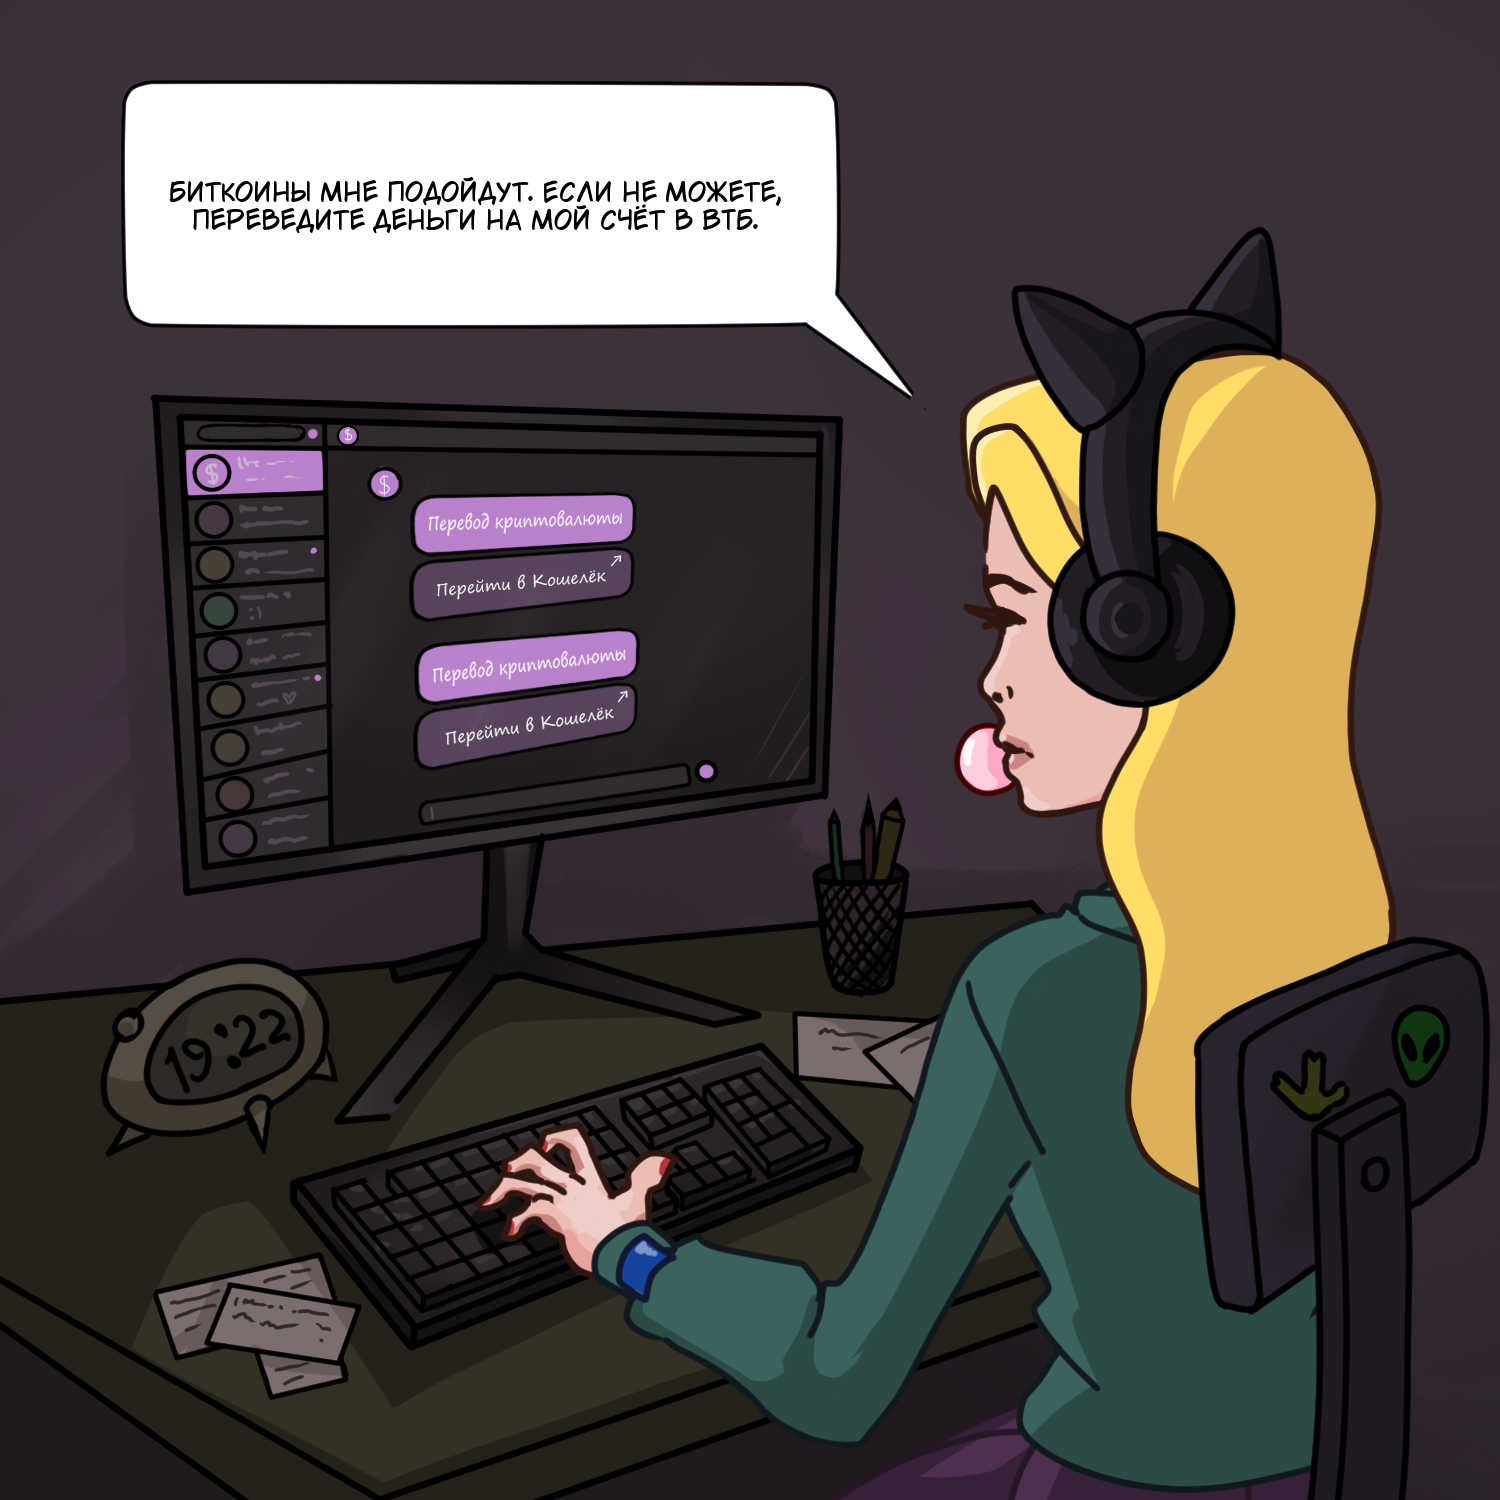 БИТКОИНЫ МНЕ ПОДОЙДУТ. ЕСЛИ НЕ МОЖЕТЕ,
ПЕРЕВЕДИТЕ ДЕНЬГИ НА МОЙ СЧЁТ В ВТБ.
$
$
$
Перевод криптовалюты
Перейти в Кошелёк
:)
Перевод криптовалюты
Перейти в Кошелёк
19:22